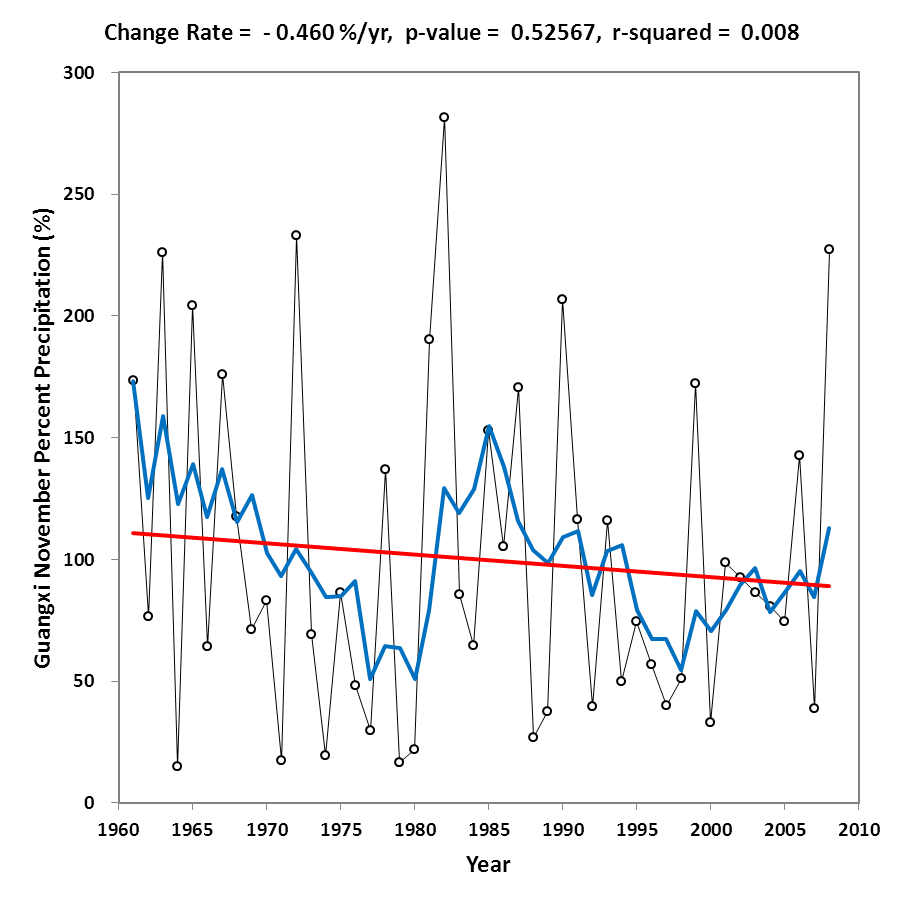 Change Rate = - 0.460 %/yr, p-value = 0.52567, r-squared = 0.008
Guangxi November Percent Precipitation (%)
300
250
200
150
100
50
0
1960 1965 1970 1975 1980 1985 1990 1995 2000 2005 2010
Year